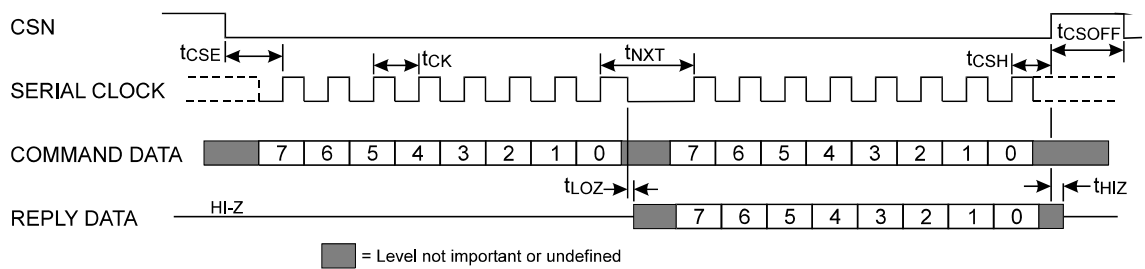 CSN
tCSOFF
tCSE
tCK
tNXT
tCSH
SERIAL CLOCK
COMMAND DATA
7 6 5 4 3 2 1 0 7 6 5 4 3 2 1 0
tLOZ
tHIZ
REPLY DATA
HI-Z
7 6 5 4 3 2 1 0
= Level not important or undefined